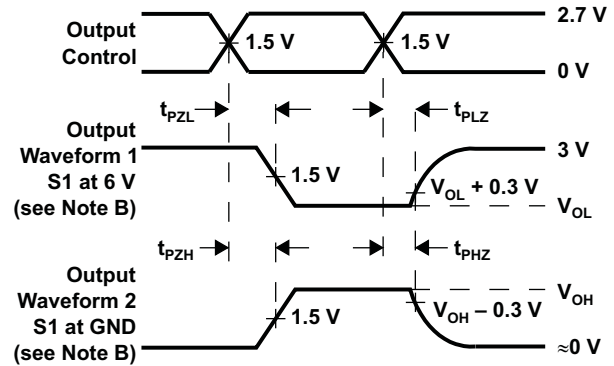 2.7 V
Output
Control
1.5 V
1.5 V
0 V
tPZL
tPLZ
Output
Waveform 1
S1 at 6 V
(see Note B)
1.5 V
3 V
VOL + 0.3 V
VOL
tPZH
tPHZ
Output
Waveform 2
S1 at GND
(see Note B)
1.5 V
VOH
VOH – 0.3 V
≈0 V